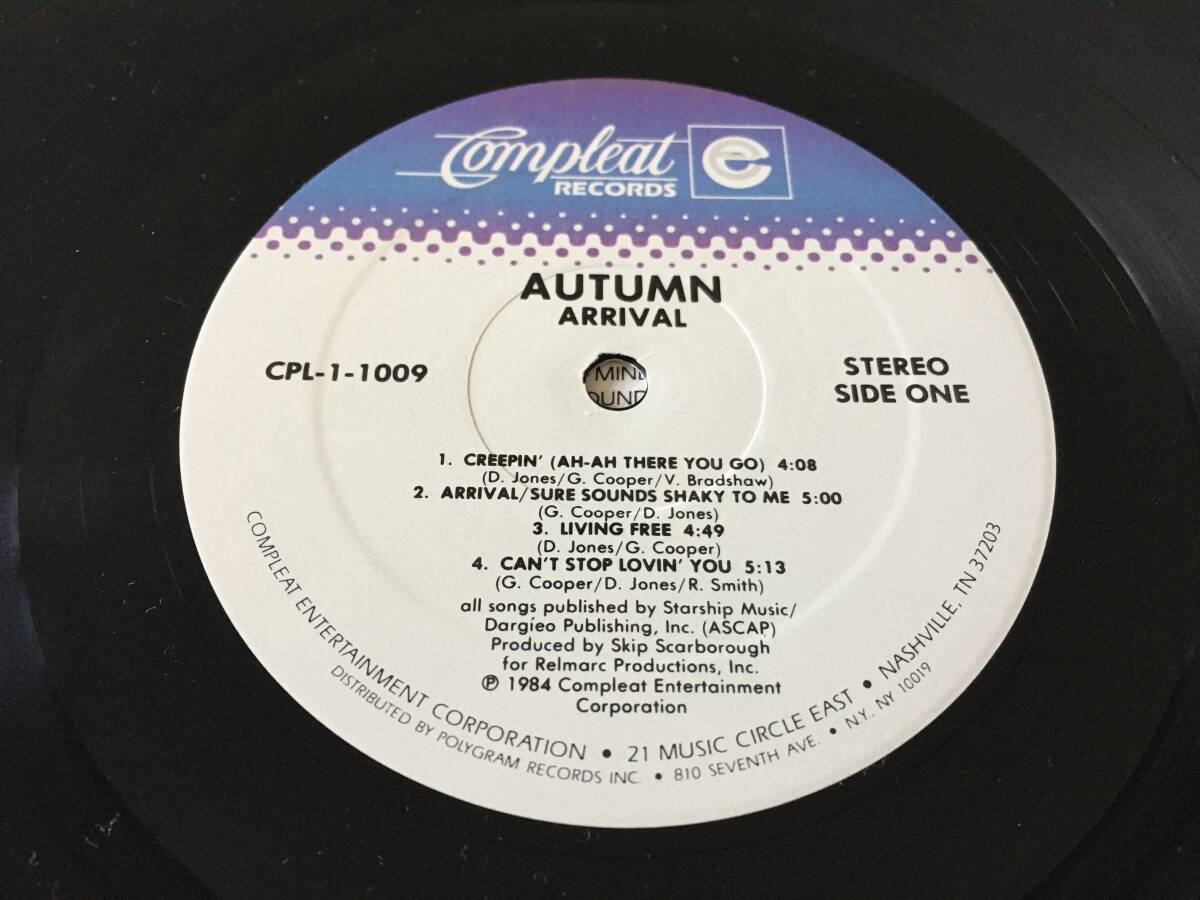 Compleat
RECORDS
AUTUMN
ARRIVAL
CPL-1-1009
STEREO
SIDE ONE
1. CREEPIN' (AH-AH THERE YOU GO) 4:08
(D. Jones/G. Cooper/V. Bradshaw)
2. ARRIVAL/SURE SOUNDS SHAKY TO ME 5:00
(G. Cooper/D. Jones)
3. LIVING FREE 4:49
(D. Jones/G. Cooper)
4. CAN'T STOP LOVIN' YOU 5:13
(G. Cooper/D. Jones/R. Smith)
all songs published by Starship Music/
Dargieo Publishing, Inc. (ASCAP)
Produced by Skip Scarborough
for Relmarc Productions, Inc.
℗ 1984 Compleat Entertainment
Corporation
COMPLEAT ENTERTAINMENT CORPORATION • 21 MUSIC CIRCLE EAST • NASHVILLE, TN 37203
DISTRIBUTED BY POLYGRAM RECORDS INC. • 810 SEVENTH AVE. • N.Y., NY 10019